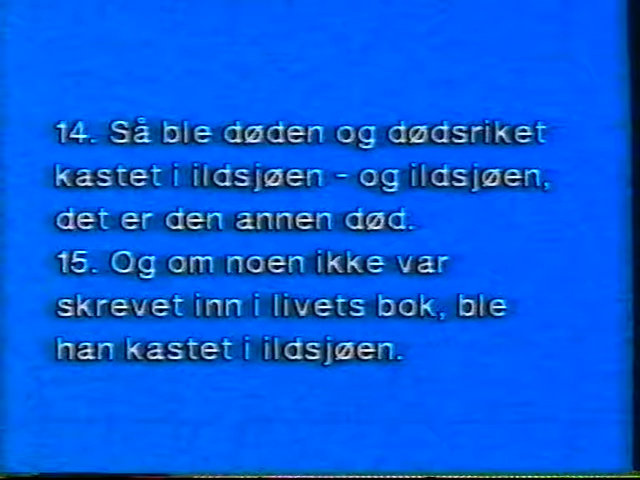 14. Så ble døden og dødsriket
kastet i ildsjøen - og ildsjøen,
det er den annen død.
15. Og om noen ikke var
skrevet inn i livets bok, ble
han kastet i ildsjøen.